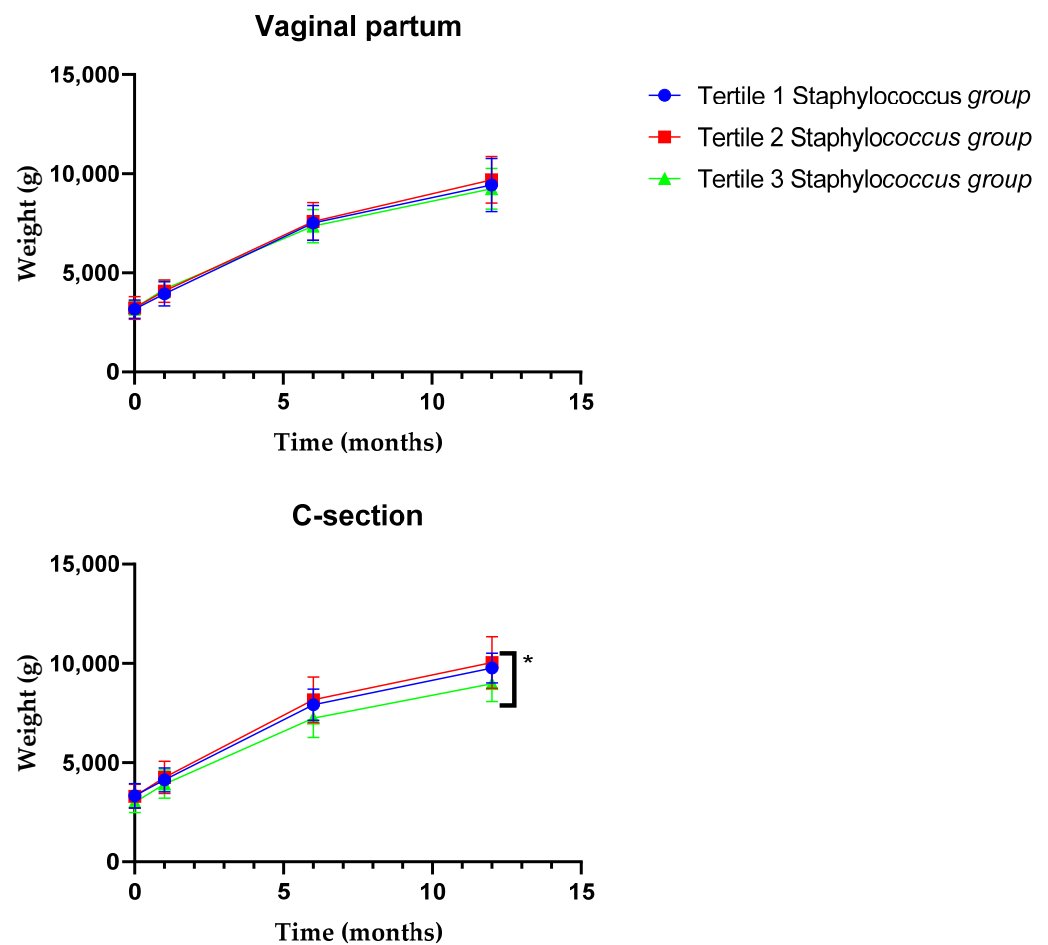 Vaginal partum
15,000
10,000
5,000
0
Weight (g)
0 5 10 15
Time (months)
Tertile 1 Staphylococcus group
Tertile 2 Staphylococcus group
Tertile 3 Staphylococcus group
C-section
15,000
10,000
5,000
0
Weight (g)
*
0 5 10 15
Time (months)